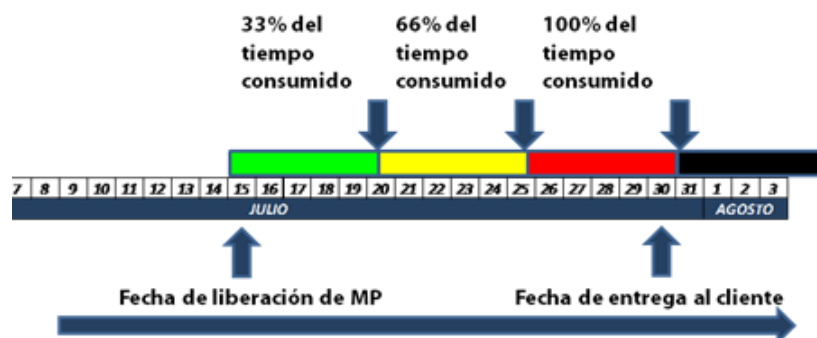 33% del
tiempo
consumido
66% del
tiempo
consumido
100% del
tiempo
consumido
7 8 9 10 11 12 13 14 15 16 17 18 19 20 21 22 23 24 25 26 27 28 29 30 31 1 2 3
JULIO AGOSTO
Fecha de liberación de MP Fecha de entrega al cliente